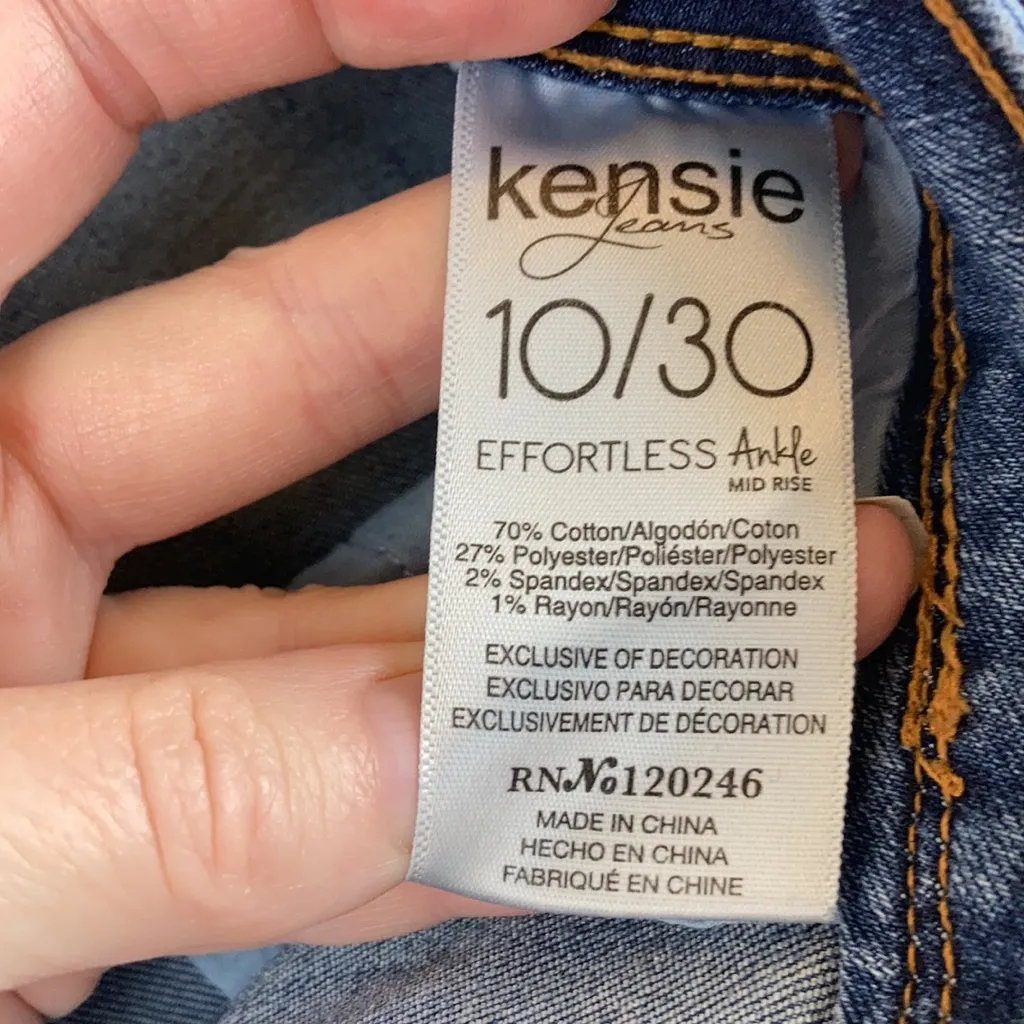 kensie
Jeans
10/30
EFFORTLESS Ankle
MID RISE
70% Cotton/Algodón/Coton
27% Polyester/Poliéster/Polyester
2% Spandex/Spandex/Spandex
1% Rayon/Rayón/Rayonne
EXCLUSIVE OF DECORATION
EXCLUSIVO PARA DECORAR
EXCLUSIVEMENT DE DÉCORATION
RN No 120246
MADE IN CHINA
HECHO EN CHINA
FABRIQUÉ EN CHINE